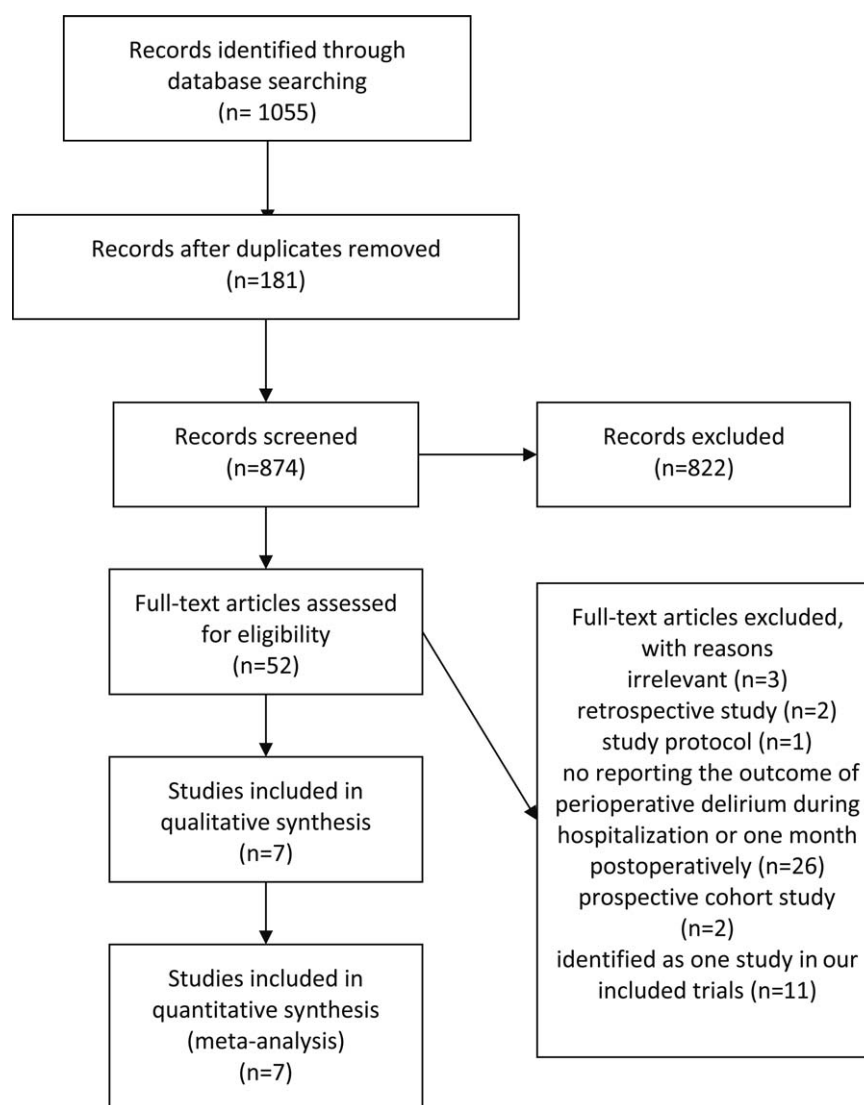 Records identified through
database searching
(n= 1055)
Records after duplicates removed
(n=181)
Records screened
(n=874)
Records excluded
(n=822)
Full-text articles assessed
for eligibility
(n=52)
Full-text articles excluded,
with reasons
irrelevant (n=3)
retrospective study (n=2)
study protocol (n=1)
no reporting the outcome of
perioperative delirium during
hospitalization or one month
postoperatively (n=26)
prospective cohort study
(n=2)
identified as one study in our
included trials (n=11)
Studies included in
qualitative synthesis
(n=7)
Studies included in
quantitative synthesis
(meta-analysis)
(n=7)